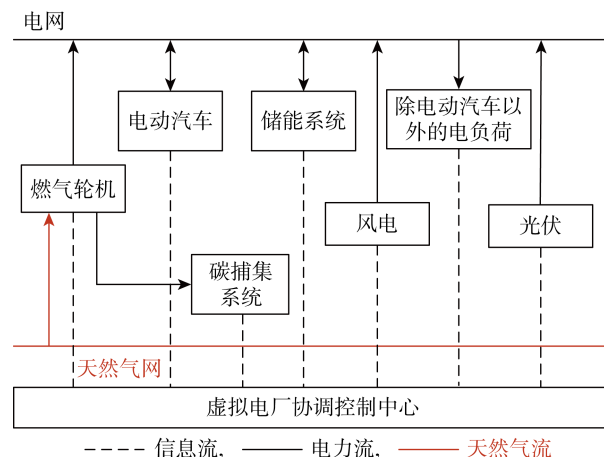 电网
电动汽车
储能系统
除电动汽车以
外的电负荷
燃气轮机
风电
光伏
碳捕集
系统
天然气网
虚拟电厂协调控制中心
信息流, 电力流, 天然气流